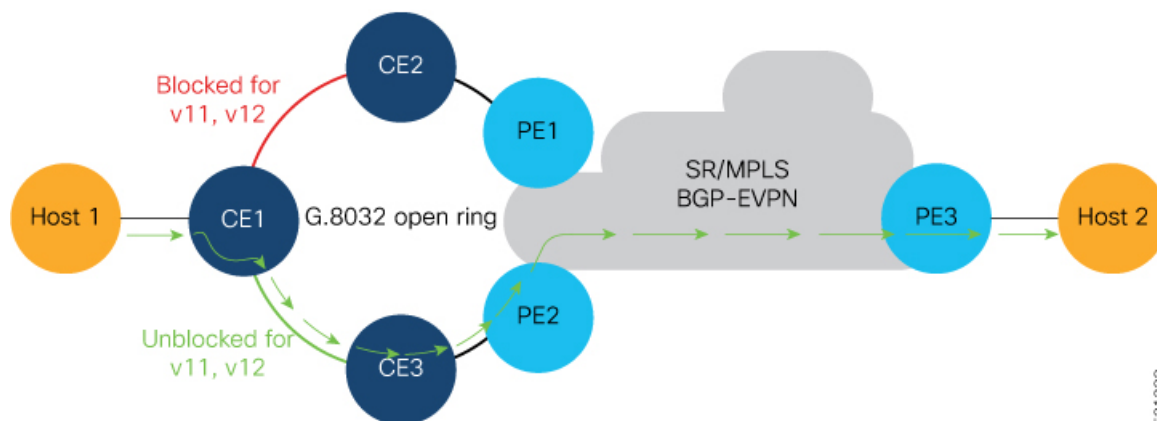 CE2
Blocked for
v11, v12
PE1
SR/MPLS
BGP-EVPN
Host 1
CE1
G.8032 open ring
PE3
Host 2
PE2
Unblocked for
v11, v12
CE3